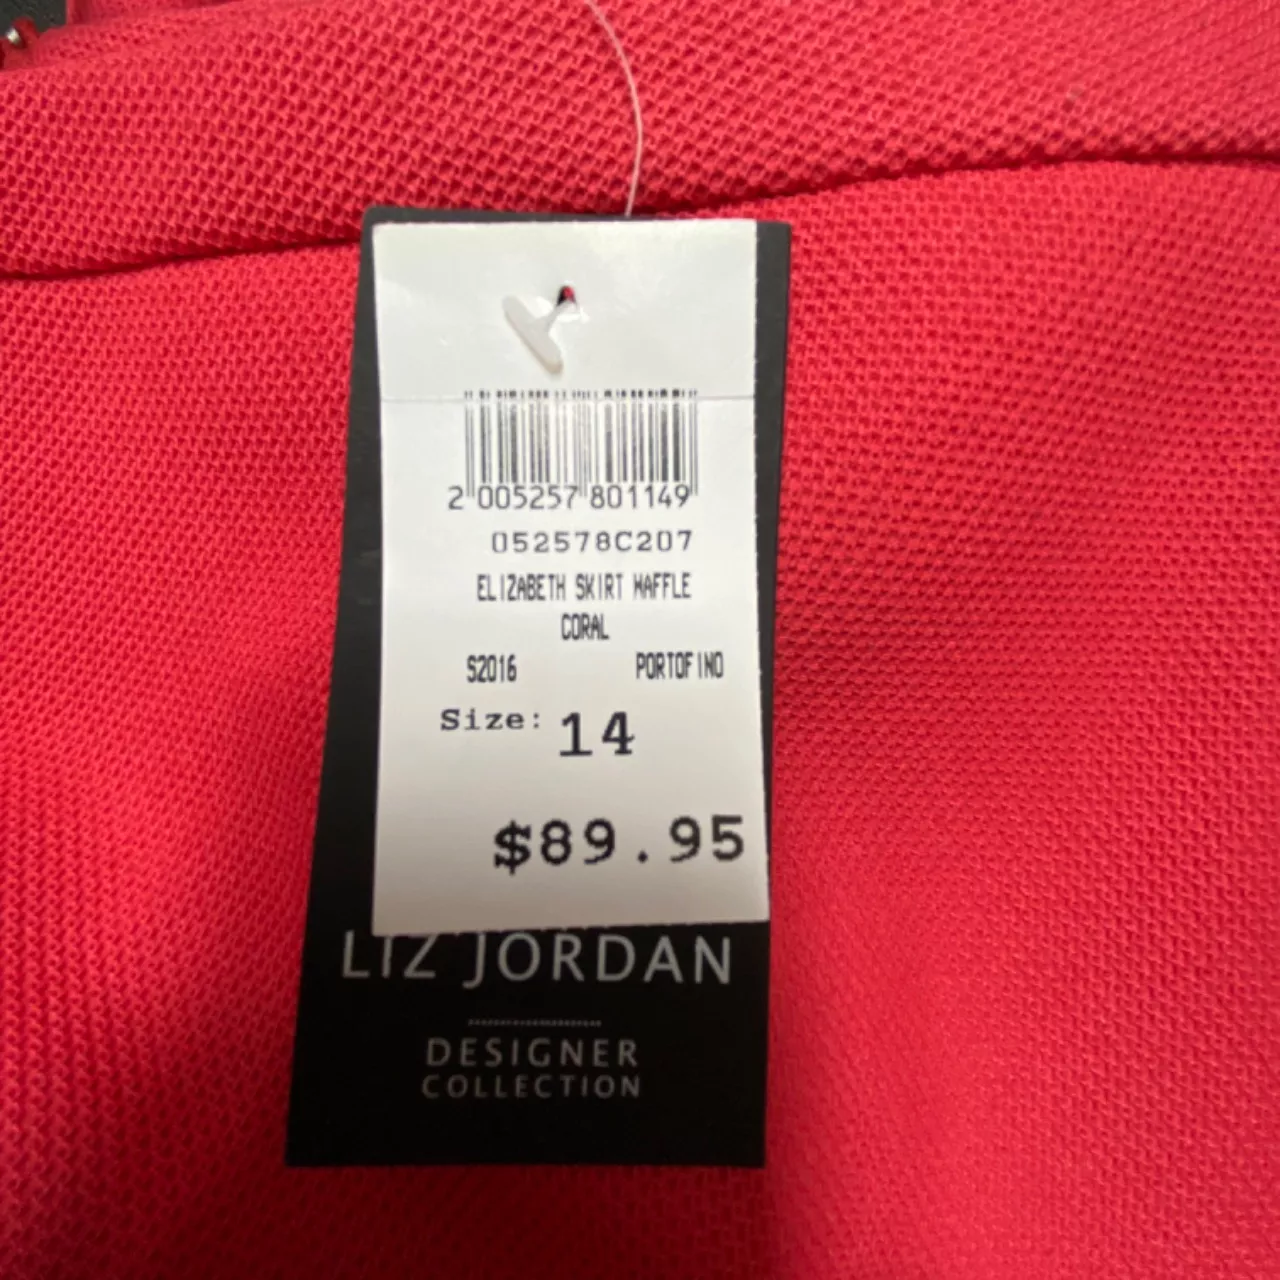 2 005257 801149
052578C207
ELIZABETH SKIRT WAFFLE
CORAL
S2016 PORTOFINO
Size: 14
$89.95
LIZ JORDAN
DESIGNER
COLLECTION